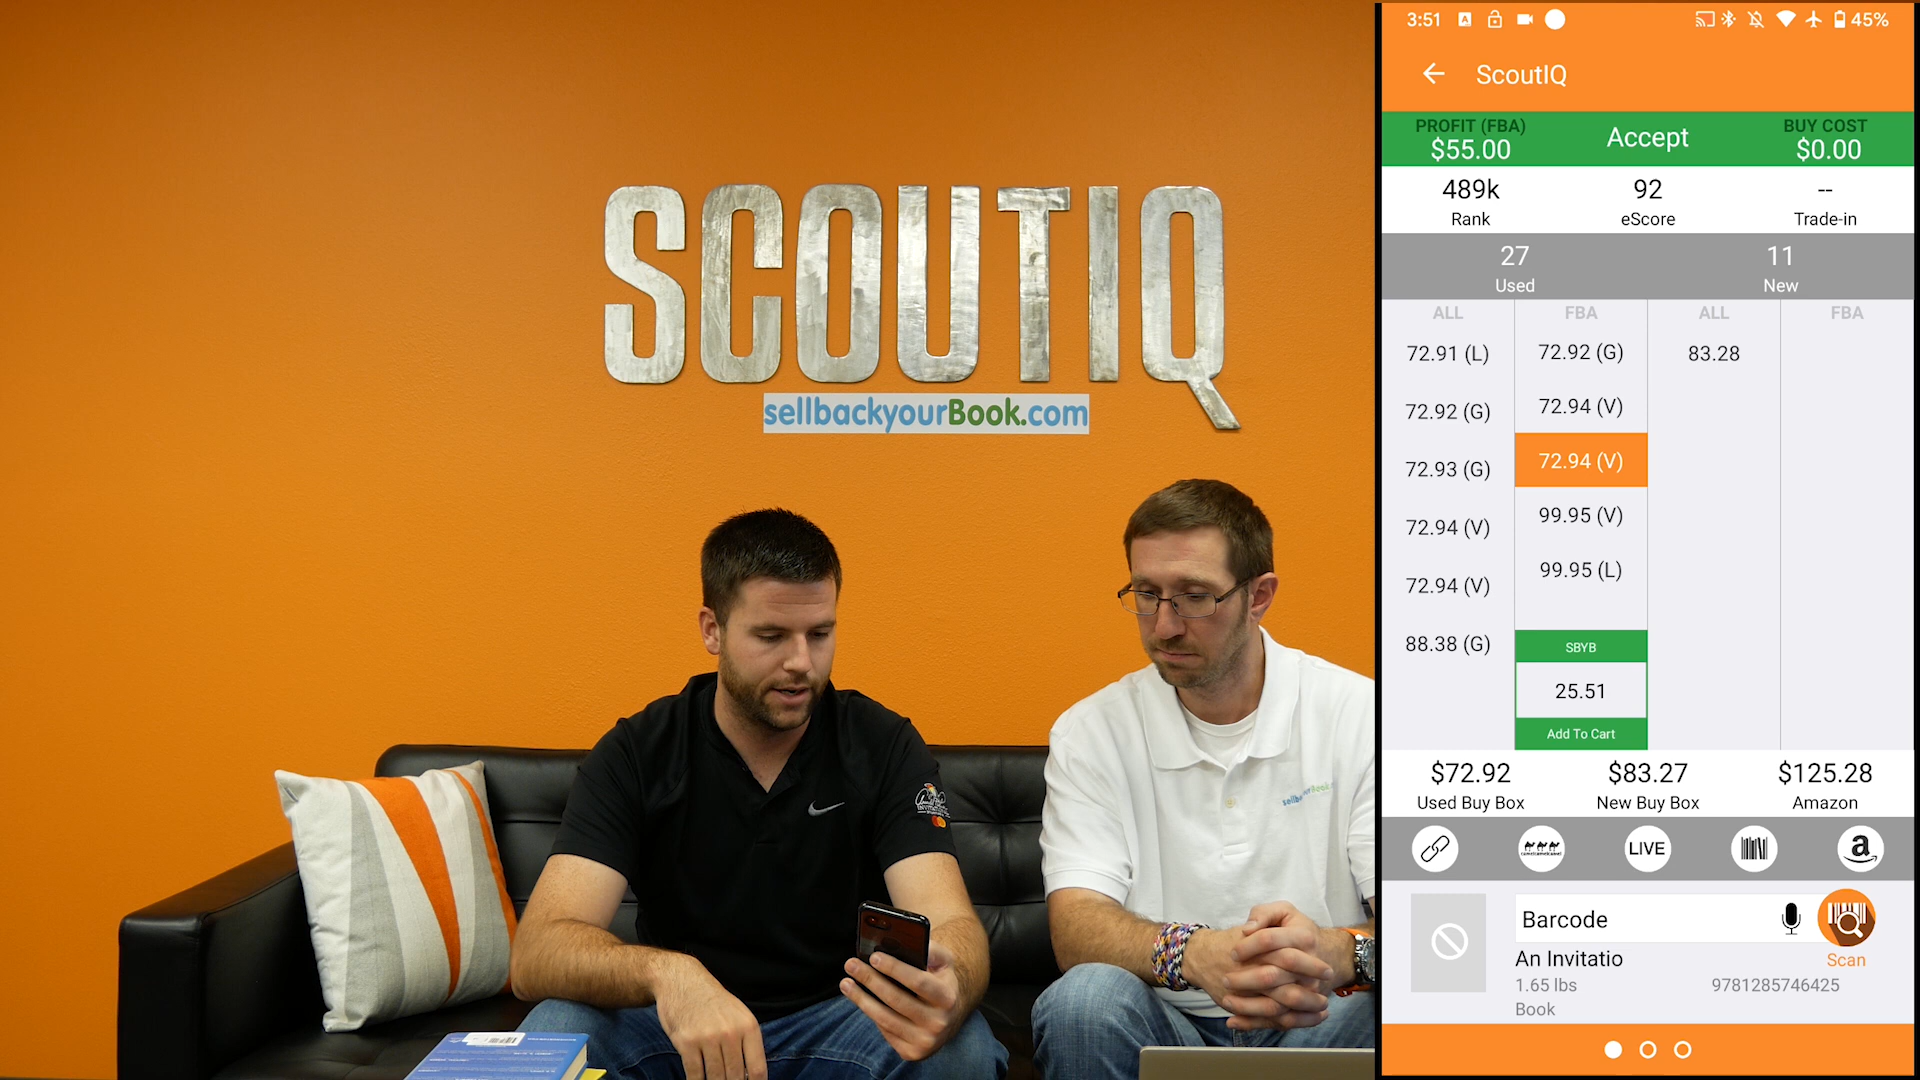 SCOUTIQ
sellbackyourBook.com
3:51
45%
ScoutIQ
PROFIT (FBA)
$55.00
Accept
BUY COST
$0.00
489k
Rank
92
eScore
--
Trade-in
27
Used
11
New
ALL
FBA
ALL
FBA
72.91 (L)
72.92 (G)
72.93 (G)
72.94 (V)
72.94 (V)
88.38 (G)
72.92 (G)
72.94 (V)
72.94 (V)
99.95 (V)
99.95 (L)
83.28
SBYB
25.51
Add To Cart
$72.92
Used Buy Box
$83.27
New Buy Box
$125.28
Amazon
LIVE
a
Barcode
Scan
An Invitatio
1.65 lbs
9781285746425
Book